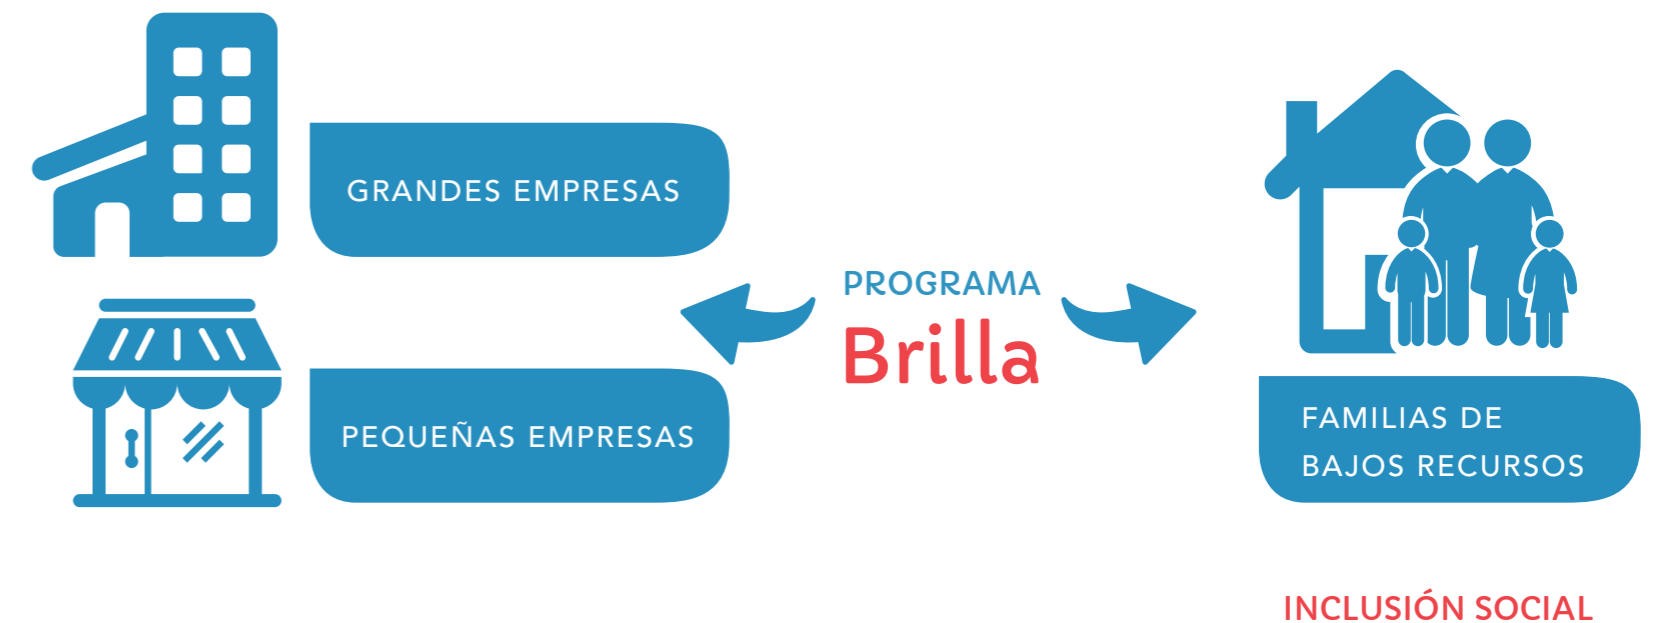 GRANDES EMPRESAS
PEQUEÑAS EMPRESAS
PROGRAMA
Brilla
FAMILIAS DE
BAJOS RECURSOS
INCLUSIÓN SOCIAL